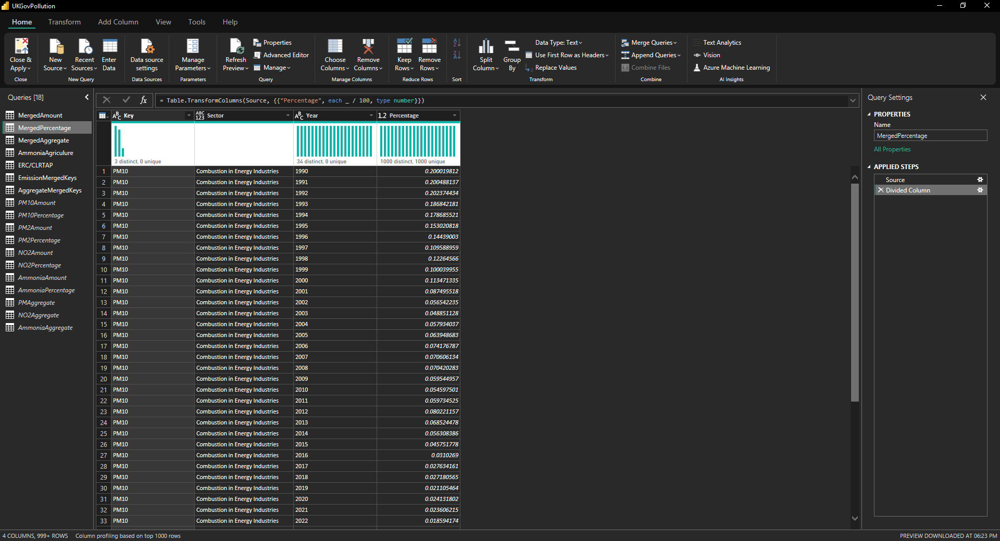 UKGovPollution
Home Transform Add Column View Tools Help
Close & Apply
New Source
Recent Sources
Enter Data
Data source settings
Manage Parameters
Refresh Preview
Properties
Advanced Editor
Manage
Choose Columns
Remove Columns
Keep Rows
Remove Rows
Split Column
Group By
Data Type: Text
Use First Row as Headers
Replace Values
Merge Queries
Append Queries
Combine Files
Text Analytics
Vision
Azure Machine Learning
Close New Query Data Sources Parameters Query Manage Columns Reduce Rows Sort Transform Combine AI Insights
Queries [18]
MergedAmount
MergedPercentage
MergedAggregate
AmmoniaAgriculure
ERC/CLRTAP
EmissionMergedKeys
AggregateMergedKeys
PM10Amount
PM10Percentage
PM2Amount
PM2Percentage
NO2Amount
NO2Percentage
AmmoniaAmount
AmmoniaPercentage
PMAggregate
NO2Aggregate
AmmoniaAggregate
fx = Table.TransformColumns(Source, {{"Percentage", each _ / 100, type number}})
ABC Key ABC 123 Sector ABC Year 1.2 Percentage
3 distinct, 0 unique 34 distinct, 0 unique 1000 distinct, 1000 unique
1 PM10 Combustion in Energy Industries 1990 0.200019812
2 PM10 Combustion in Energy Industries 1991 0.200488137
3 PM10 Combustion in Energy Industries 1992 0.202374434
4 PM10 Combustion in Energy Industries 1993 0.186842181
5 PM10 Combustion in Energy Industries 1994 0.178685521
6 PM10 Combustion in Energy Industries 1995 0.153020818
7 PM10 Combustion in Energy Industries 1996 0.14439003
8 PM10 Combustion in Energy Industries 1997 0.109588959
9 PM10 Combustion in Energy Industries 1998 0.12264566
10 PM10 Combustion in Energy Industries 1999 0.100039955
11 PM10 Combustion in Energy Industries 2000 0.113471335
12 PM10 Combustion in Energy Industries 2001 0.087495518
13 PM10 Combustion in Energy Industries 2002 0.056542235
14 PM10 Combustion in Energy Industries 2003 0.048851128
15 PM10 Combustion in Energy Industries 2004 0.057934037
16 PM10 Combustion in Energy Industries 2005 0.063948683
17 PM10 Combustion in Energy Industries 2006 0.074176787
18 PM10 Combustion in Energy Industries 2007 0.070606134
19 PM10 Combustion in Energy Industries 2008 0.070420283
20 PM10 Combustion in Energy Industries 2009 0.059544957
21 PM10 Combustion in Energy Industries 2010 0.054597501
22 PM10 Combustion in Energy Industries 2011 0.059734525
23 PM10 Combustion in Energy Industries 2012 0.080221157
24 PM10 Combustion in Energy Industries 2013 0.068524478
25 PM10 Combustion in Energy Industries 2014 0.056308386
26 PM10 Combustion in Energy Industries 2015 0.045751778
27 PM10 Combustion in Energy Industries 2016 0.0310269
28 PM10 Combustion in Energy Industries 2017 0.027634161
29 PM10 Combustion in Energy Industries 2018 0.027180565
30 PM10 Combustion in Energy Industries 2019 0.021105464
31 PM10 Combustion in Energy Industries 2020 0.024131802
32 PM10 Combustion in Energy Industries 2021 0.023606215
33 PM10 Combustion in Energy Industries 2022 0.018594174
Query Settings
PROPERTIES
Name
MergedPercentage
All Properties
APPLIED STEPS
Source
Divided Column
4 COLUMNS, 999+ ROWS Column profiling based on top 1000 rows
PREVIEW DOWNLOADED AT 06:23 PM